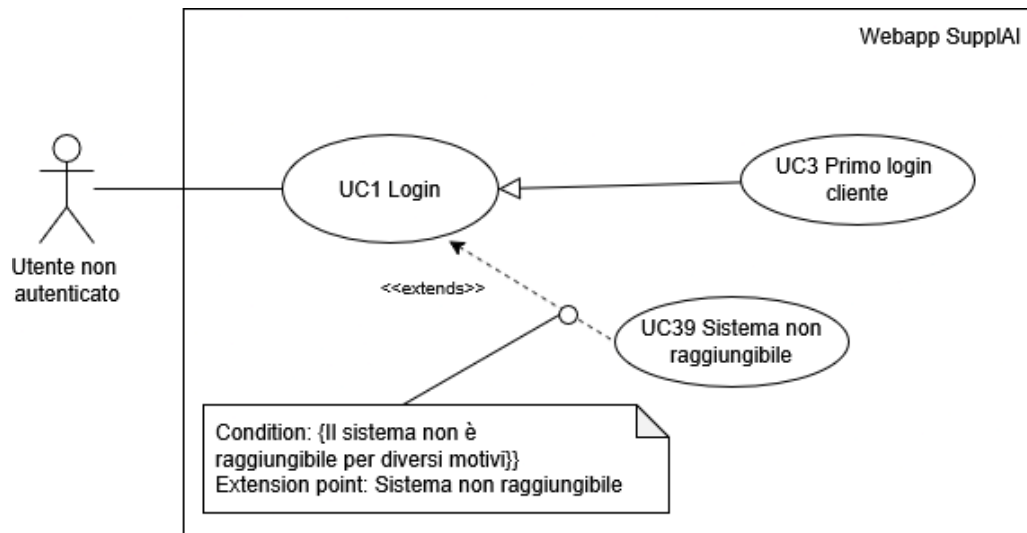 Webapp SupplAI
UC3 Primo login
cliente
UC1 Login
Utente non
autenticato
<<extends>>
UC39 Sistema non
raggiungibile
Condition: {Il sistema non è
raggiungibile per diversi motivi}}
Extension point: Sistema non raggiungibile